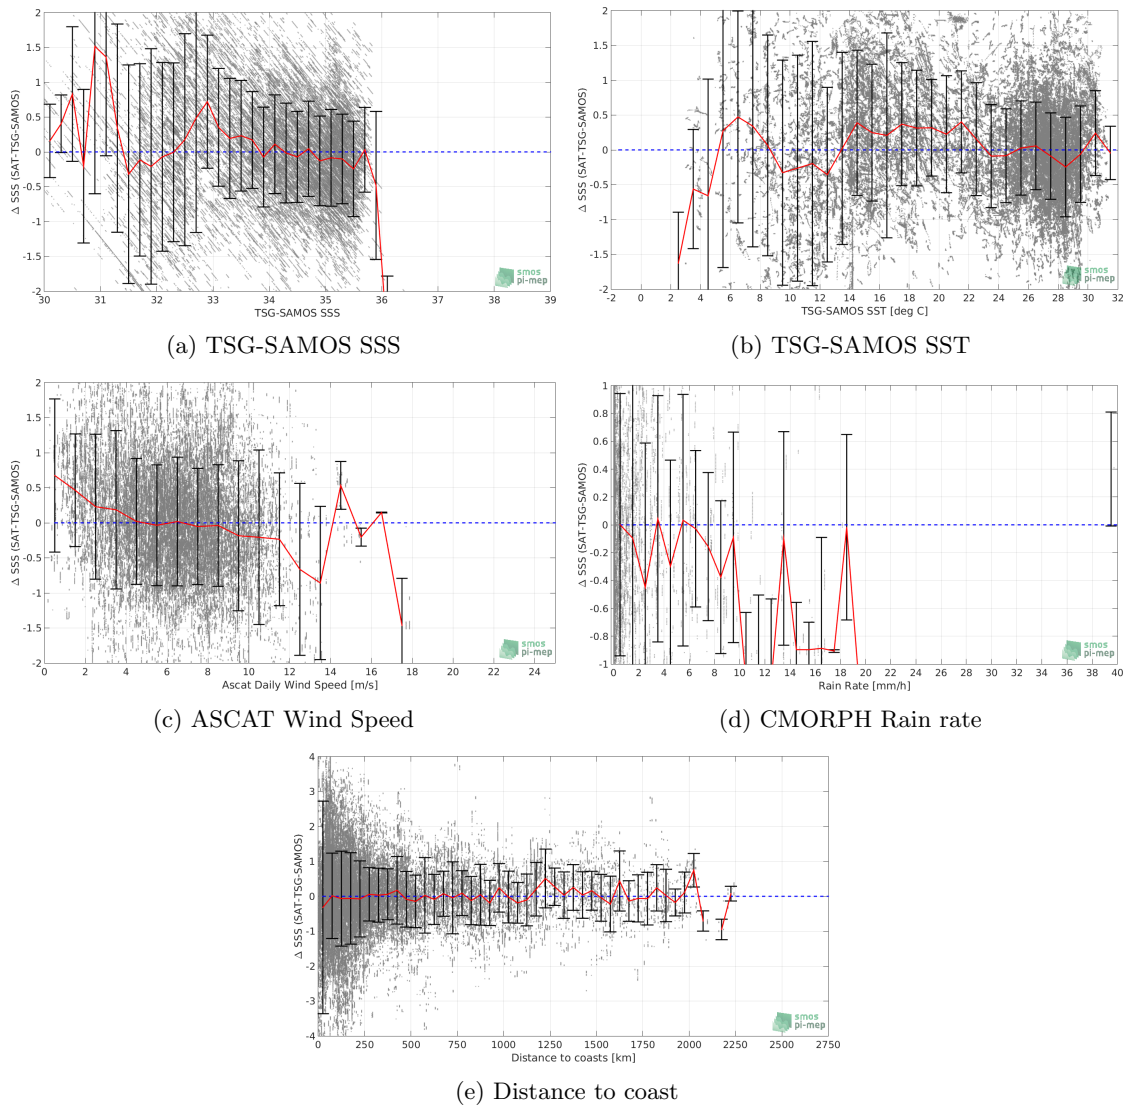 2
1.5
1
0.5
0
-0.5
-1
-1.5
-2
Δ SSS (SAT-TSG-SAMOS)
30 31 32 33 34 35 36 37 38 39
TSG-SAMOS SSS
smos
pi-mep
(a) TSG-SAMOS SSS
2
1.5
1
0.5
0
-0.5
-1
-1.5
-2
Δ SSS (SAT-TSG-SAMOS)
-2 0 2 4 6 8 10 12 14 16 18 20 22 24 26 28 30 32
TSG-SAMOS SST [deg C]
smos
pi-mep
(b) TSG-SAMOS SST
2
1.5
1
0.5
0
-0.5
-1
-1.5
-2
Δ SSS (SAT-TSG-SAMOS)
0 2 4 6 8 10 12 14 16 18 20 22 24
Ascat Daily Wind Speed [m/s]
smos
pi-mep
(c) ASCAT Wind Speed
1
0.8
0.6
0.4
0.2
0
-0.2
-0.4
-0.6
-0.8
-1
Δ SSS (SAT-TSG-SAMOS)
0 2 4 6 8 10 12 14 16 18 20 22 24 26 28 30 32 34 36 38 40
Rain Rate [mm/h]
smos
pi-mep
(d) CMORPH Rain rate
4
3
2
1
0
-1
-2
-3
-4
Δ SSS (SAT-TSG-SAMOS)
0 250 500 750 1000 1250 1500 1750 2000 2250 2500 2750
Distance to coasts [km]
smos
pi-mep
(e) Distance to coast